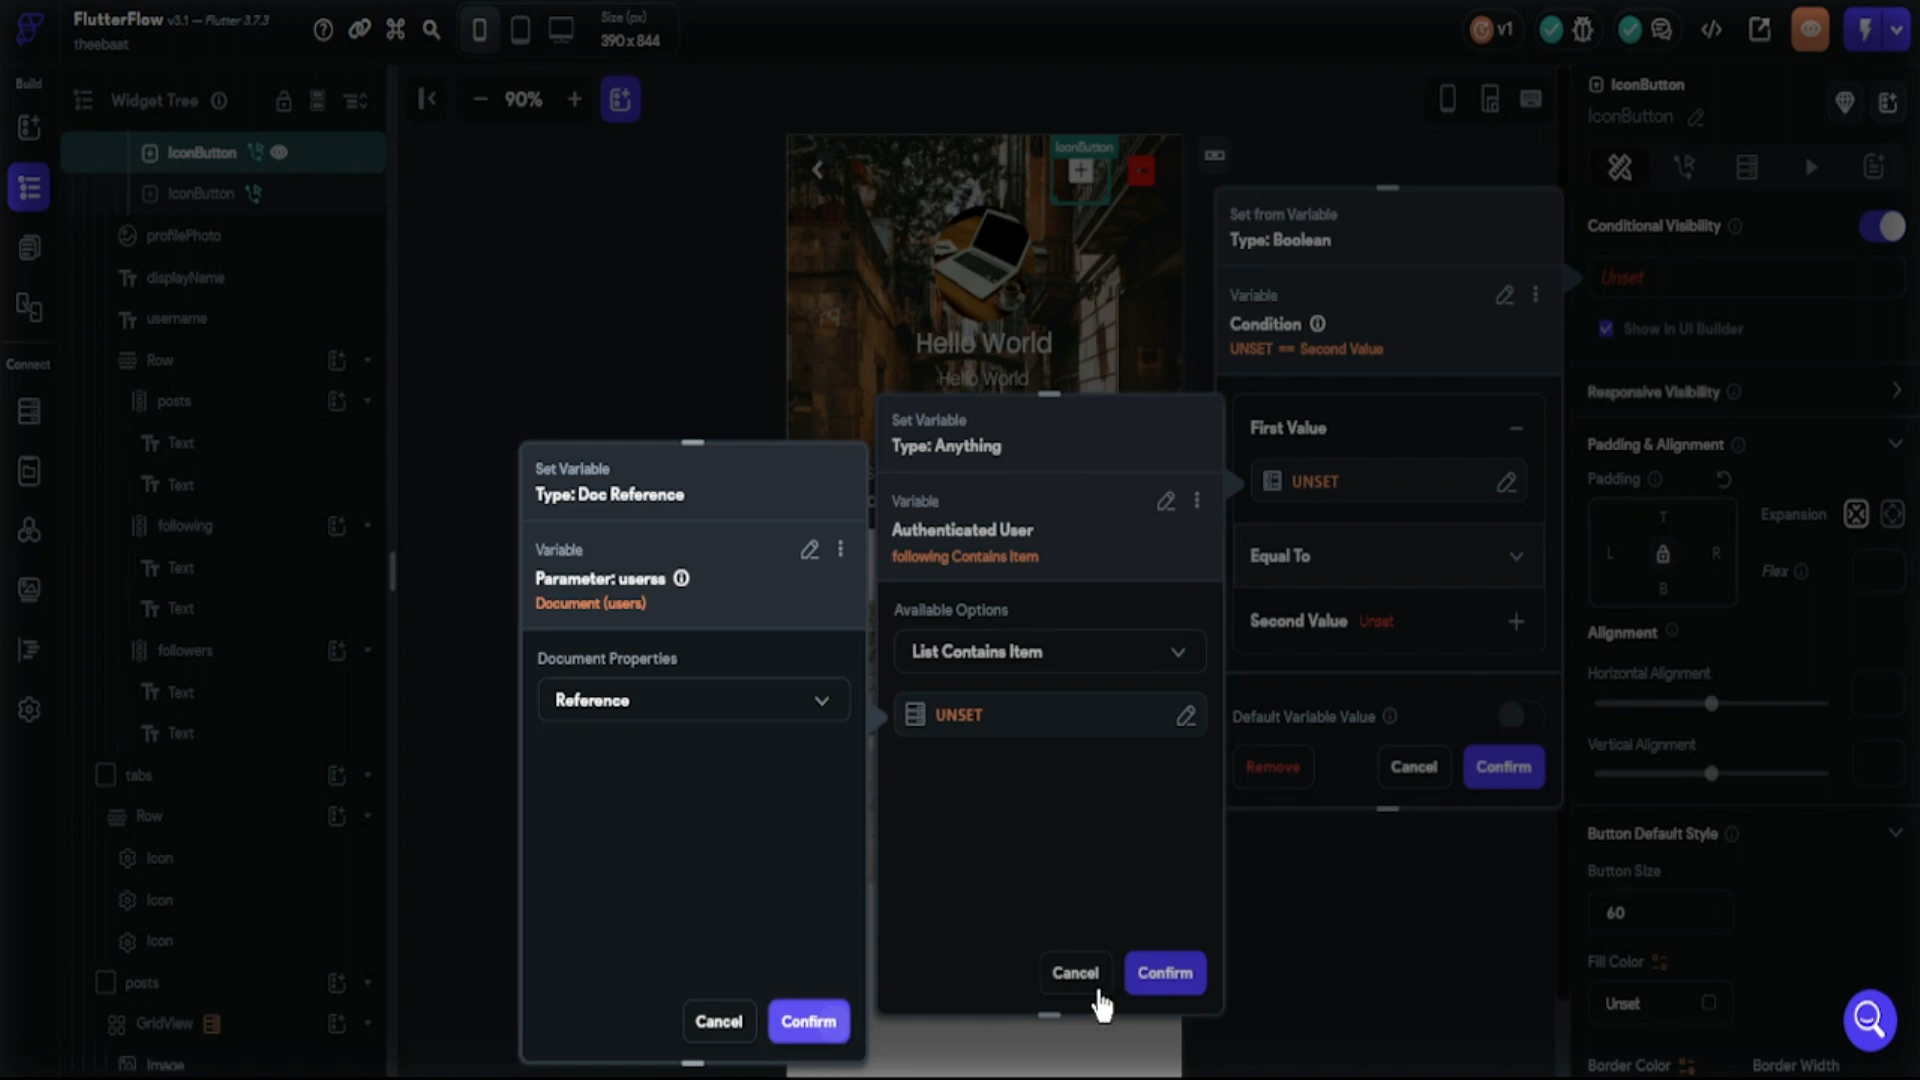 FlutterFlow v3.1 — Flutter 3.7.3
theebaat
Size (px)
390 x 844
v1
Build
Widget Tree
IconButton
IconButton
profilePhoto
displayName
username
Row
posts
Text
Text
following
Text
Text
followers
Text
Text
tabs
Row
Icon
Icon
Icon
posts
GridView
Image
Connect
90%
IconButton
Hello World
Hello World
Set Variable
Type: Doc Reference
Variable
Parameter: userss
Document (users)
Document Properties
Reference
Cancel
Confirm
Set Variable
Type: Anything
Variable
Authenticated User
following Contains Item
Available Options
List Contains Item
UNSET
Cancel
Confirm
Set from Variable
Type: Boolean
Variable
Condition
UNSET == Second Value
First Value
UNSET
Equal To
Second Value Unset
Default Variable Value
Remove
Cancel
Confirm
IconButton
IconButton
Conditional Visibility
Unset
Show in UI Builder
Responsive Visibility
Padding & Alignment
Padding
T
L
R
B
Expansion
Flex
Alignment
Horizontal Alignment
Vertical Alignment
Button Default Style
Button Size
60
Fill Color
Unset
Border Color
Border Width